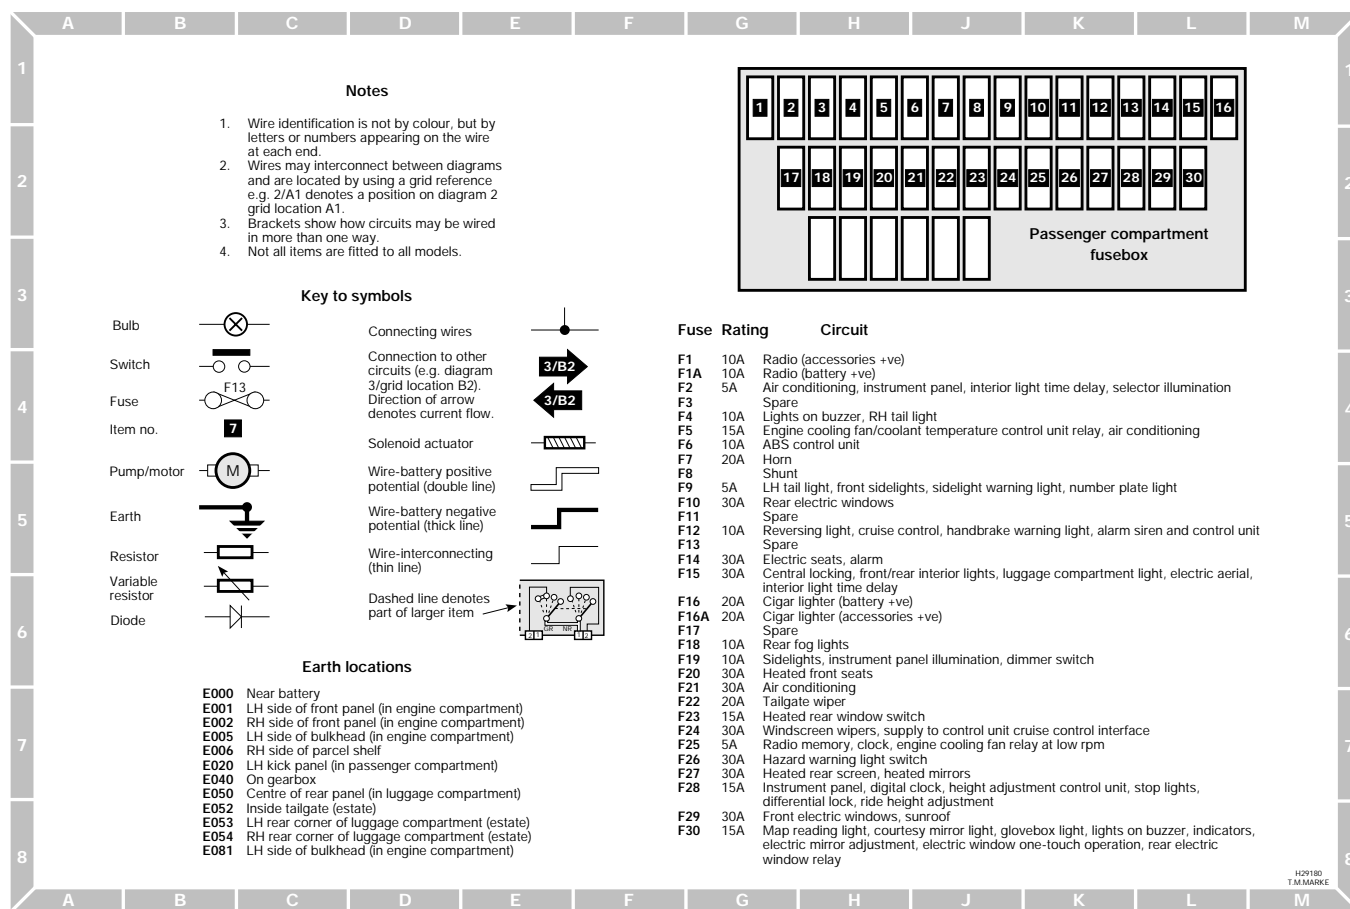 A B C D E F G H J K L M
1
Notes
1. Wire identification is not by colour, but by
letters or numbers appearing on the wire
at each end.
2. Wires may interconnect between diagrams
and are located by using a grid reference
e.g. 2/A1 denotes a position on diagram 2
grid location A1.
3. Brackets show how circuits may be wired
in more than one way.
4. Not all items are fitted to all models.
Key to symbols
Bulb
Switch
Fuse
F13
Item no.
7
Pump/motor
M
Earth
Resistor
Variable
resistor
Diode
Connecting wires
Connection to other
circuits (e.g. diagram
3/grid location B2).
Direction of arrow
denotes current flow.
3/B2
3/B2
Solenoid actuator
Wire-battery positive
potential (double line)
Wire-battery negative
potential (thick line)
Wire-interconnecting
(thin line)
Dashed line denotes
part of larger item
GR NR
2 1 1 2
Earth locations
E000 Near battery
E001 LH side of front panel (in engine compartment)
E002 RH side of front panel (in engine compartment)
E005 LH side of bulkhead (in engine compartment)
E006 RH side of parcel shelf
E020 LH kick panel (in passenger compartment)
E040 On gearbox
E050 Centre of rear panel (in luggage compartment)
E052 Inside tailgate (estate)
E053 LH rear corner of luggage compartment (estate)
E054 RH rear corner of luggage compartment (estate)
E081 LH side of bulkhead (in engine compartment)
1 2 3 4 5 6 7 8 9 10 11 12 13 14 15 16
17 18 19 20 21 22 23 24 25 26 27 28 29 30
Passenger compartment
fusebox
Fuse Rating Circuit
F1 10A Radio (accessories +ve)
F1A 10A Radio (battery +ve)
F2 5A Air conditioning, instrument panel, interior light time delay, selector illumination
F3 Spare
F4 10A Lights on buzzer, RH tail light
F5 15A Engine cooling fan/coolant temperature control unit relay, air conditioning
F6 10A ABS control unit
F7 20A Horn
F8 Shunt
F9 5A LH tail light, front sidelights, sidelight warning light, number plate light
F10 30A Rear electric windows
F11 Spare
F12 10A Reversing light, cruise control, handbrake warning light, alarm siren and control unit
F13 Spare
F14 30A Electric seats, alarm
F15 30A Central locking, front/rear interior lights, luggage compartment light, electric aerial,
interior light time delay
F16 20A Cigar lighter (battery +ve)
F16A 20A Cigar lighter (accessories +ve)
F17 Spare
F18 10A Rear fog lights
F19 10A Sidelights, instrument panel illumination, dimmer switch
F20 30A Heated front seats
F21 30A Air conditioning
F22 20A Tailgate wiper
F23 15A Heated rear window switch
F24 30A Windscreen wipers, supply to control unit cruise control interface
F25 5A Radio memory, clock, engine cooling fan relay at low rpm
F26 30A Hazard warning light switch
F27 30A Heated rear screen, heated mirrors
F28 15A Instrument panel, digital clock, height adjustment control unit, stop lights,
differential lock, ride height adjustment
F29 30A Front electric windows, sunroof
F30 15A Map reading light, courtesy mirror light, glovebox light, lights on buzzer, indicators,
electric mirror adjustment, electric window one-touch operation, rear electric
window relay
1
2
3
4
5
6
7
8
2
3
4
5
6
7
8
H29180
T.M.MARKE
A B C D E F G H J K L M